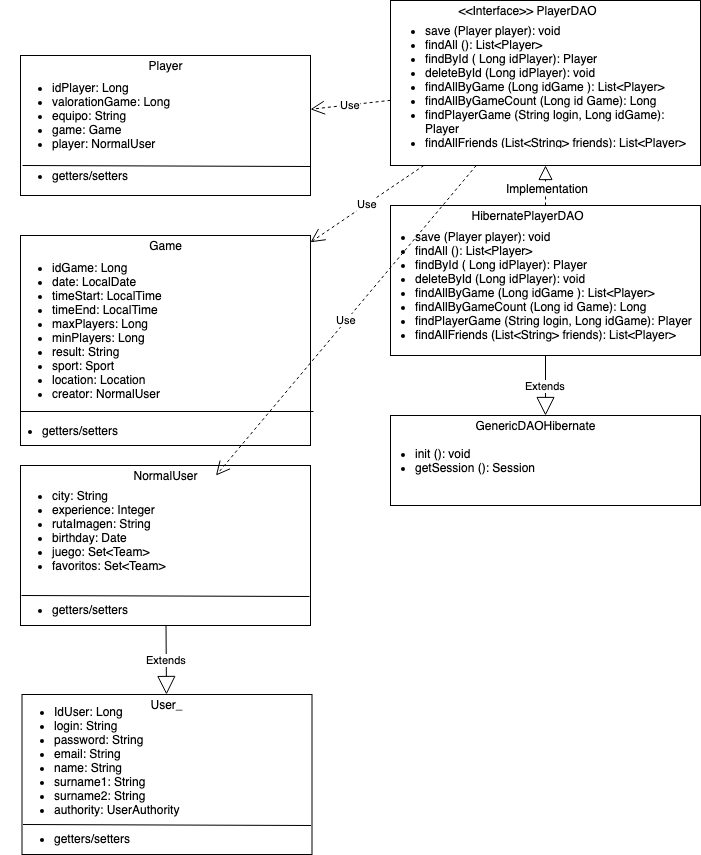 <<Interface>> PlayerDAO
save (Player player): void
findAll (): List<Player>
findById ( Long idPlayer): Player
deleteById (Long idPlayer): void
findAllByGame (Long idGame ): List<Player>
findAllByGameCount (Long id Game): Long
findPlayerGame (String login, Long idGame):
Player
findAllFriends (List<String> friends): List<Player>
Player
idPlayer: Long
valorationGame: Long
equipo: String
game: Game
player: NormalUser
getters/setters
Use
Use
Use
Implementation
HibernatePlayerDAO
save (Player player): void
findAll (): List<Player>
findById ( Long idPlayer): Player
deleteById (Long idPlayer): void
findAllByGame (Long idGame ): List<Player>
findAllByGameCount (Long id Game): Long
findPlayerGame (String login, Long idGame): Player
findAllFriends (List<String> friends): List<Player>
Extends
GenericDAOHibernate
init (): void
getSession (): Session
Game
idGame: Long
date: LocalDate
timeStart: LocalTime
timeEnd: LocalTime
maxPlayers: Long
minPlayers: Long
result: String
sport: Sport
location: Location
creator: NormalUser
getters/setters
NormalUser
city: String
experience: Integer
rutaImagen: String
birthday: Date
juego: Set<Team>
favoritos: Set<Team>
getters/setters
Extends
User_
IdUser: Long
login: String
password: String
email: String
name: String
surname1: String
surname2: String
authority: UserAuthority
getters/setters